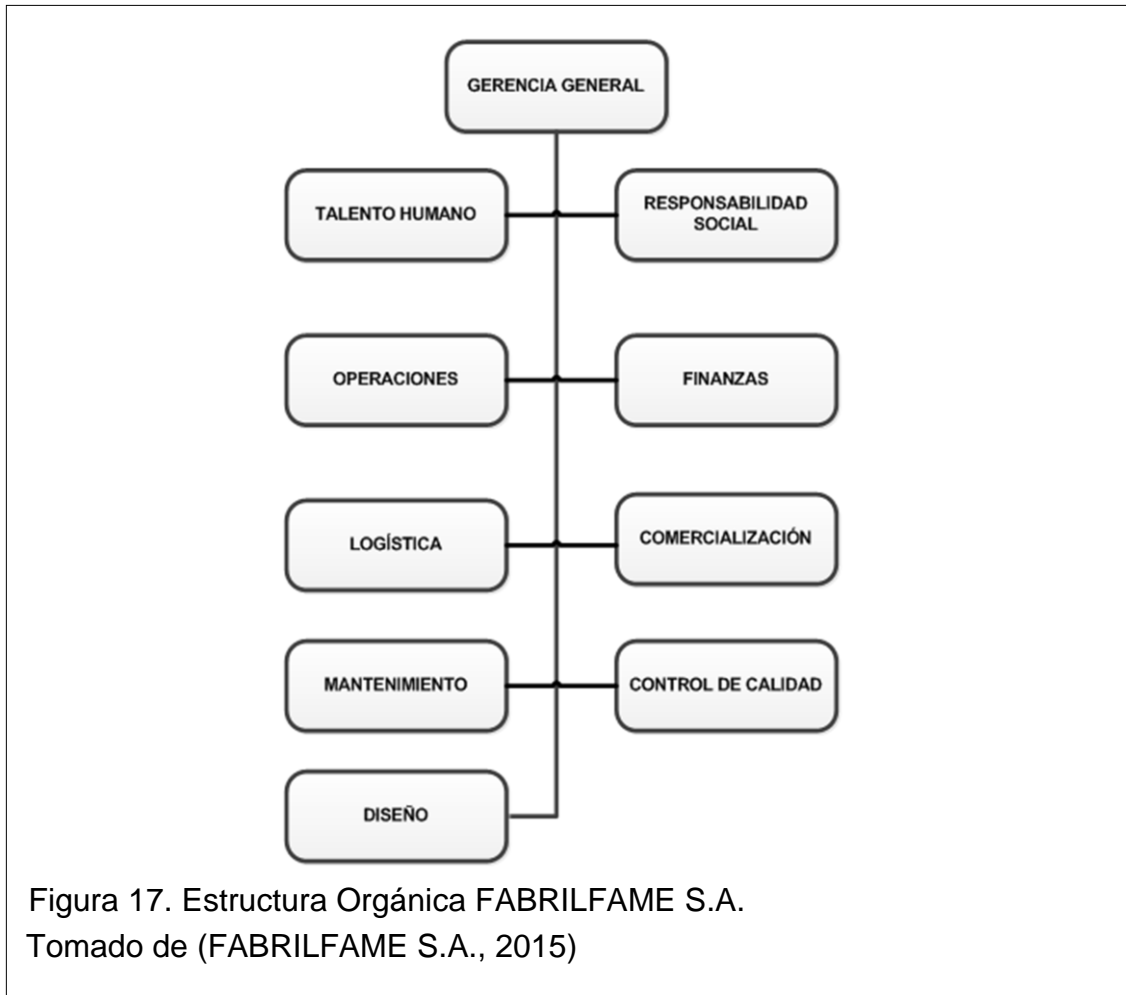 GERENCIA GENERAL
TALENTO HUMANO
RESPONSABILIDAD
SOCIAL
OPERACIONES
FINANZAS
LOGÍSTICA
COMERCIALIZACIÓN
MANTENIMIENTO
CONTROL DE CALIDAD
DISEÑO
Figura 17. Estructura Orgánica FABRILFAME S.A.
Tomado de (FABRILFAME S.A., 2015)